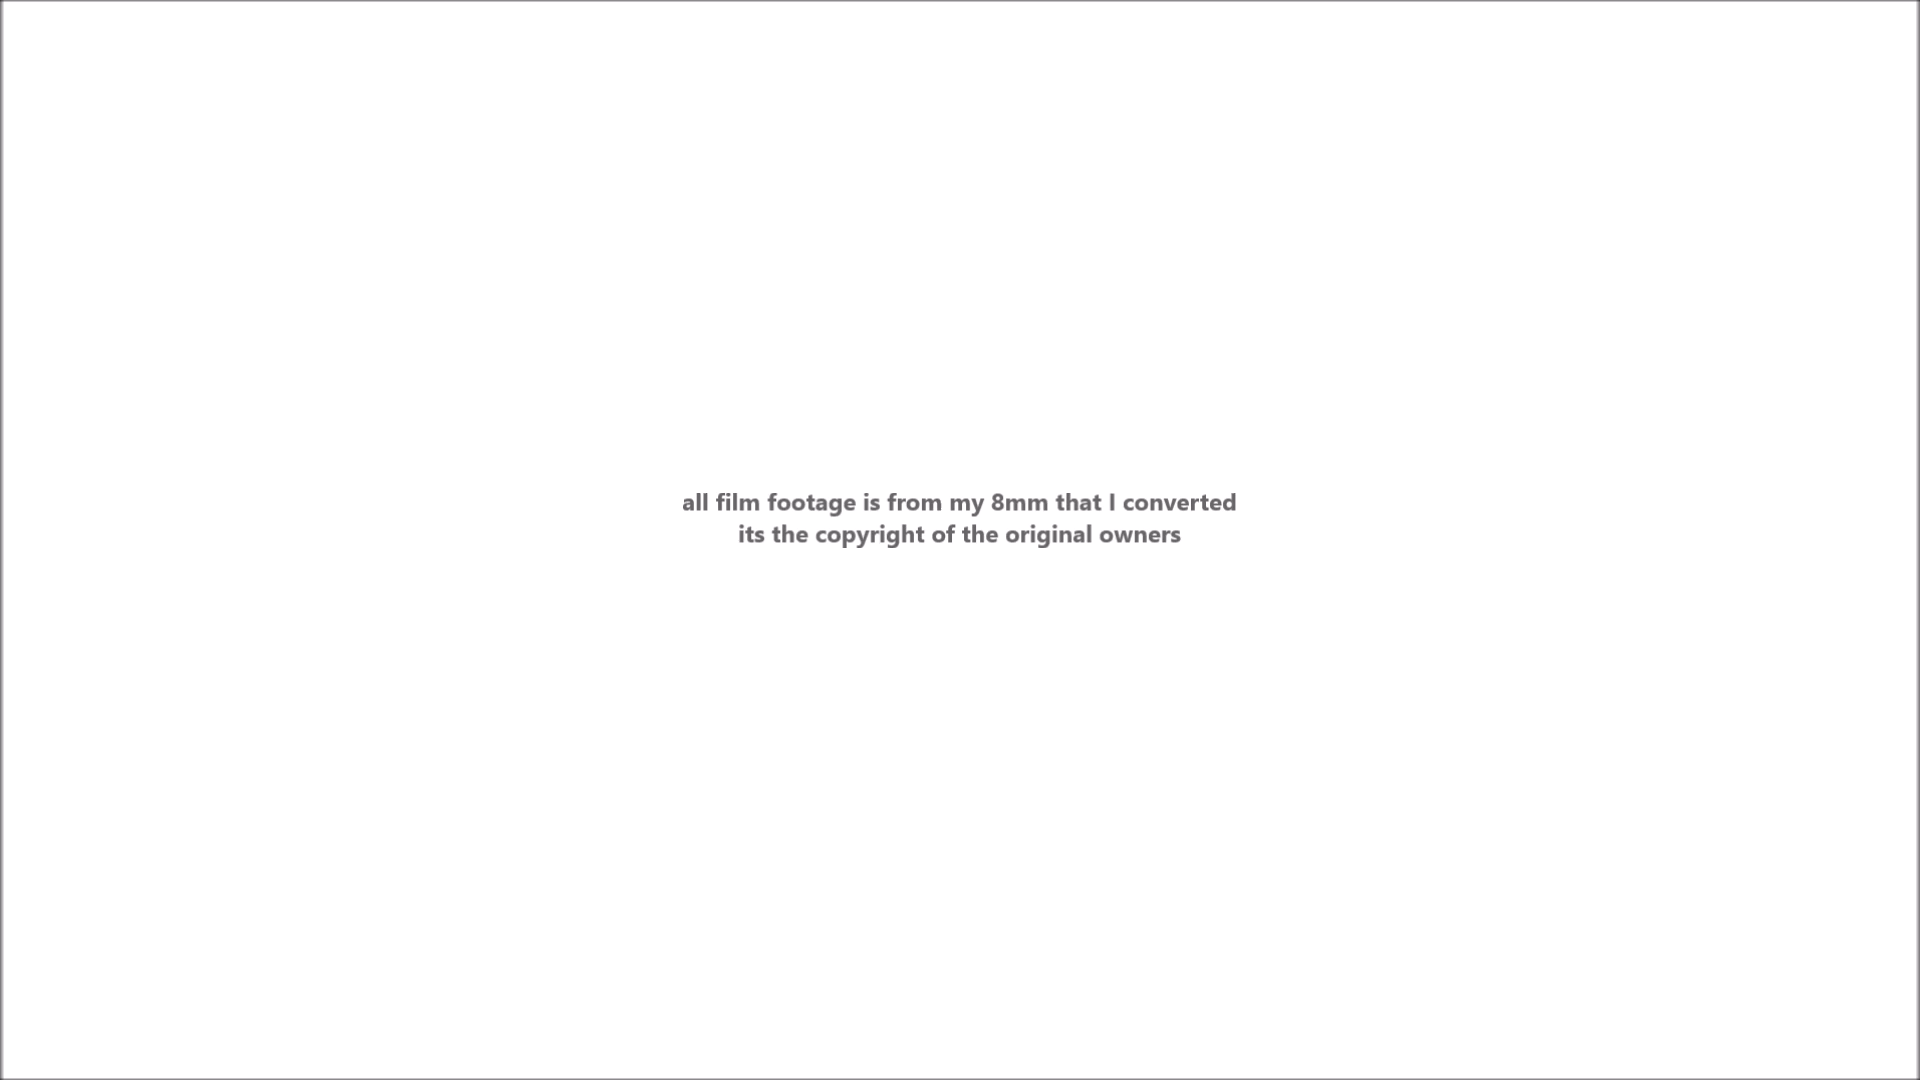 all film footage is from my 8mm that I converted
its the copyright of the original owners